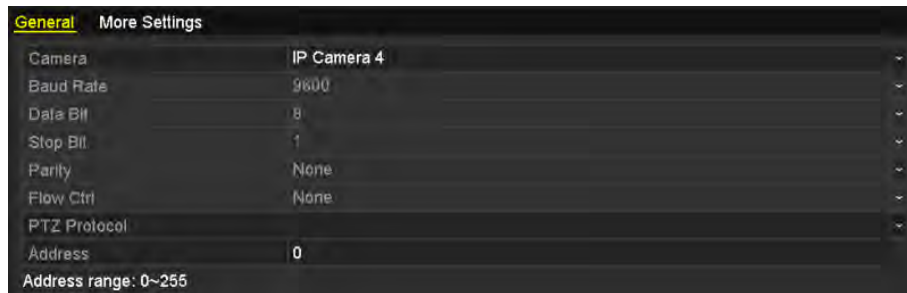 General More Settings
Camera IP Camera 4
Baud Rate 9600
Data Bit 8
Stop Bit 1
Parity None
Flow Ctrl None
PTZ Protocol
Address 0
Address range: 0~255